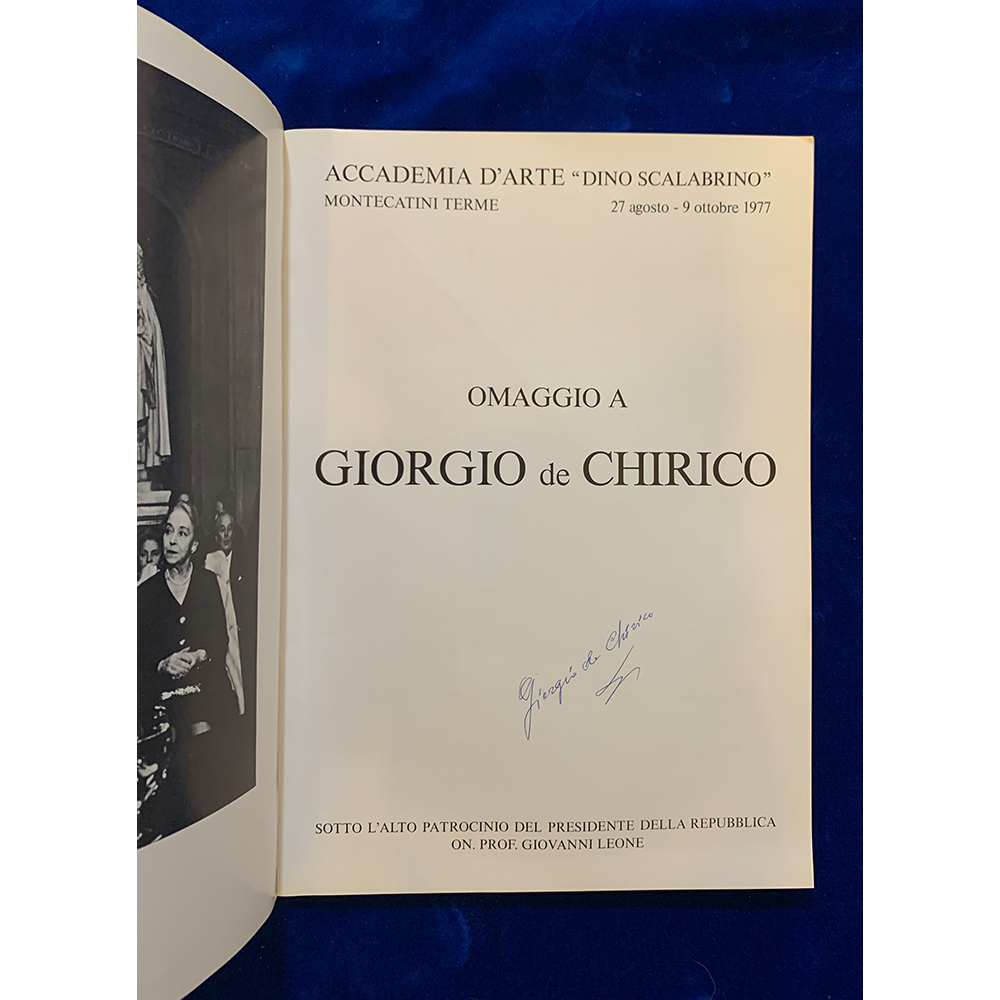 ACCADEMIA D'ARTE “DINO SCALABRINO”
MONTECATINI TERME 27 agosto - 9 ottobre 1977
OMAGGIO A
GIORGIO de CHIRICO
Giorgio de Chirico
SOTTO L'ALTO PATROCINIO DEL PRESIDENTE DELLA REPUBBLICA
ON. PROF. GIOVANNI LEONE